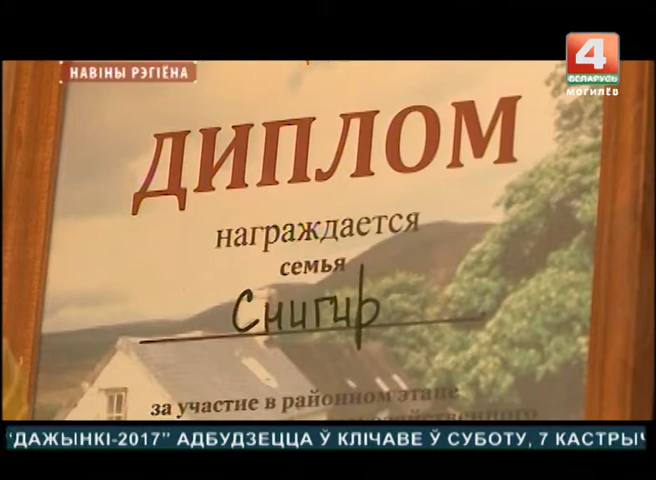 НАВІНЫ РЭГІЁНА
4
БЕЛАРУСЬ
МОГИЛЁВ
ДИПЛОМ
награждается
семья
Снигир
за участие в районном этапе
"ДАЖЫНКІ-2017" АДБУДЗЕЦЦА Ў КЛІЧАВЕ Ў СУБОТУ, 7 КАСТРЫЧ